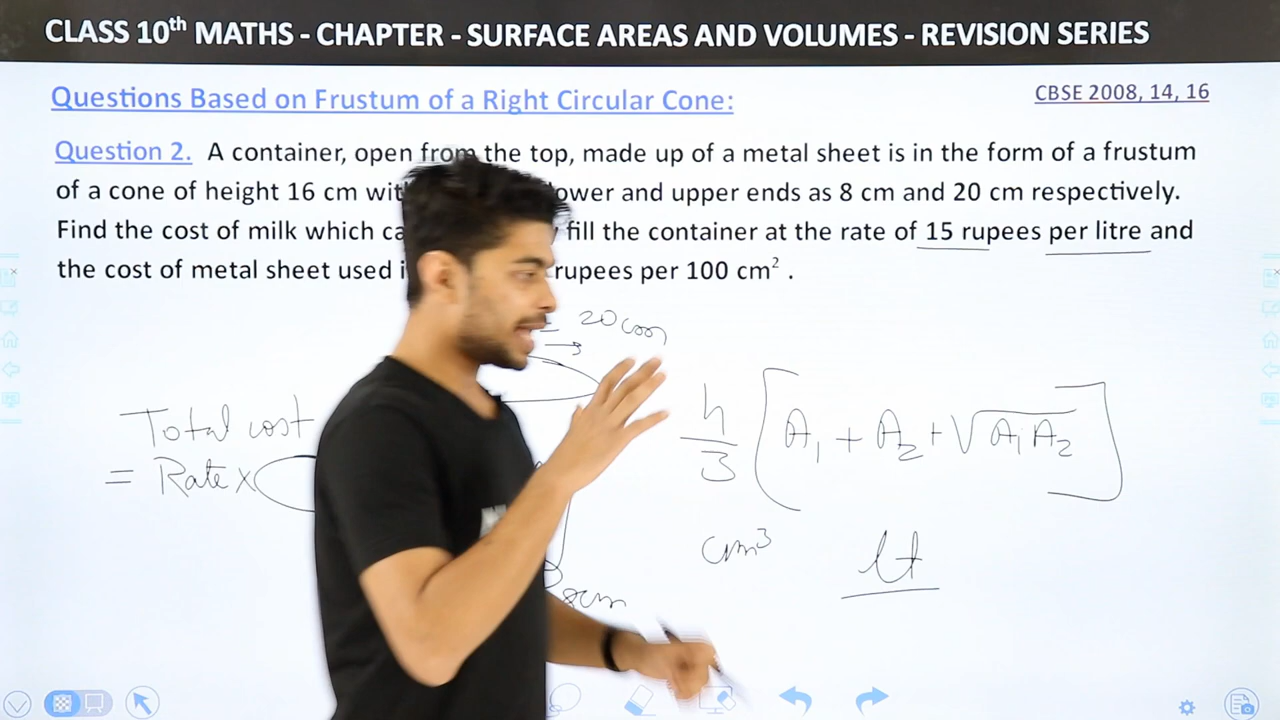 CLASS 10th MATHS - CHAPTER - SURFACE AREAS AND VOLUMES - REVISION SERIES
Questions Based on Frustum of a Right Circular Cone:
CBSE 2008, 14, 16
Question 2. A container, open from the top, made up of a metal sheet is in the form of a frustum
of a cone of height 16 cm and upper ends as 8 cm and 20 cm respectively.
Find the cost of milk which fill the container at the rate of 15 rupees per litre and
the cost of metal sheet used rupees per 100 cm² .
= 20 cm
Total cost
= Rate ×
h/3 [A₁ + A₂ + √A₁A₂]
cm³ lt
8cm